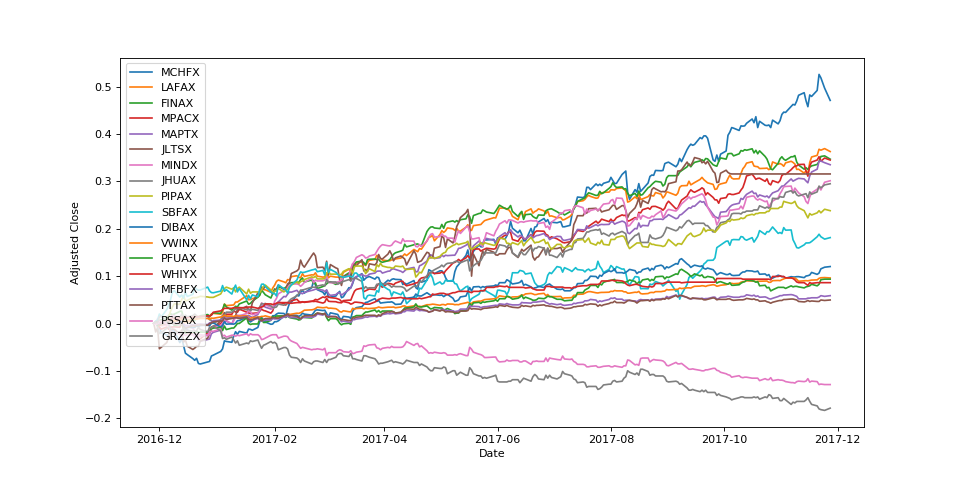 MCHFX
LAFAX
FINAX
MPACX
MAPTX
JLTSX
MINDX
JHUAX
PIPAX
SBFAX
DIBAX
VWINX
PFUAX
WHIYX
MFBFX
PTTAX
PSSAX
GRZZX
0.5
0.4
0.3
0.2
0.1
0.0
−0.1
−0.2
Adjusted Close
2016-12 2017-02 2017-04 2017-06 2017-08 2017-10 2017-12
Date